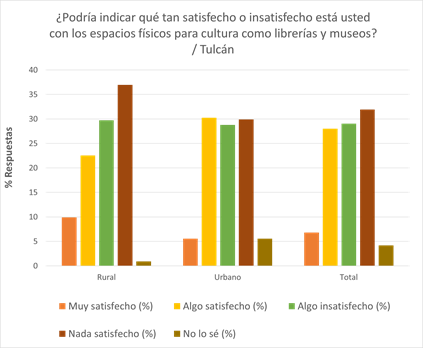 ¿Podría indicar qué tan satisfecho o insatisfecho está usted
con los espacios físicos para cultura como librerías y museos?
/ Tulcán
% Respuestas
40
35
30
25
20
15
10
5
0
Rural Urbano Total
Muy satisfecho (%) Algo satisfecho (%) Algo insatisfecho (%)
Nada satisfecho (%) No lo sé (%)